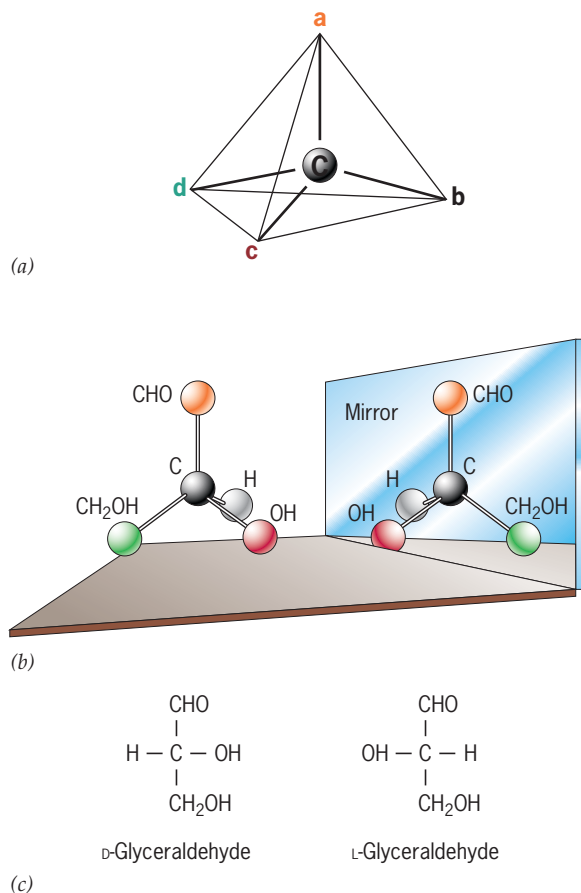 a
C
d
b
c
(a)
CHO
CHO
Mirror
C
H
H
C
CH₂OH
OH
OH
CH₂OH
(b)
CHO CHO
| |
H — C — OH OH — C — H
| |
CH₂OH CH₂OH
D-Glyceraldehyde L-Glyceraldehyde
(c)